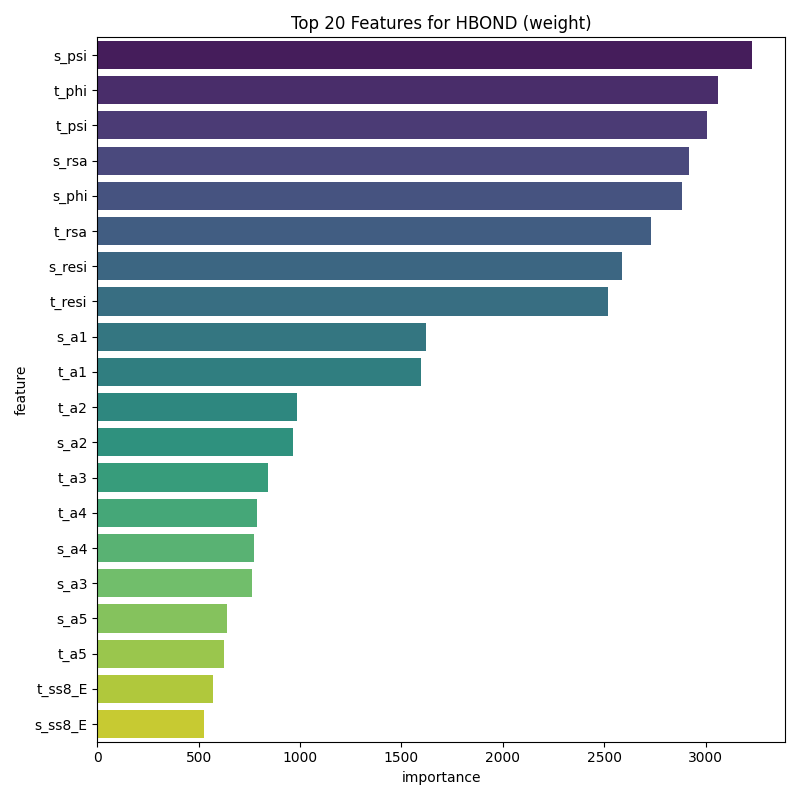 Top 20 Features for HBOND (weight)
s_psi
t_phi
t_psi
s_rsa
s_phi
t_rsa
s_resi
t_resi
s_a1
t_a1
t_a2
s_a2
t_a3
t_a4
s_a4
s_a3
s_a5
t_a5
t_ss8_E
s_ss8_E
feature
0 500 1000 1500 2000 2500 3000
importance